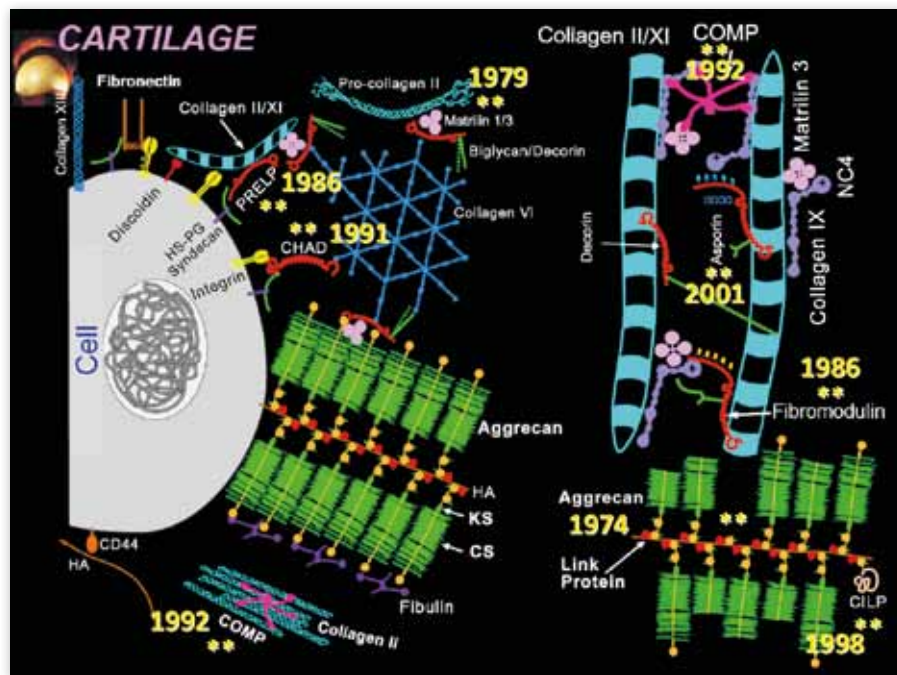 CARTILAGE
Collagen XIII
Fibronectin
Collagen II/XI
Pro-collagen II
1979
**
Matrilin 1/3
Biglycan/Decorin
PRELP
1986
**
Collagen VI
Discoidin
HS-PG
Syndecan
**
CHAD
1991
Integrin
Cell
Aggrecan
HA
KS
CS
CD44
HA
Fibulin
1992
**
COMP
Collagen II
Collagen II/XI
COMP
**
1992
Matrilin 3
NC4
Collagen IX
Decorin
Asporin
**
2001
1986
**
Fibromodulin
Aggrecan
1974
**
Link
Protein
CILP
**
1998